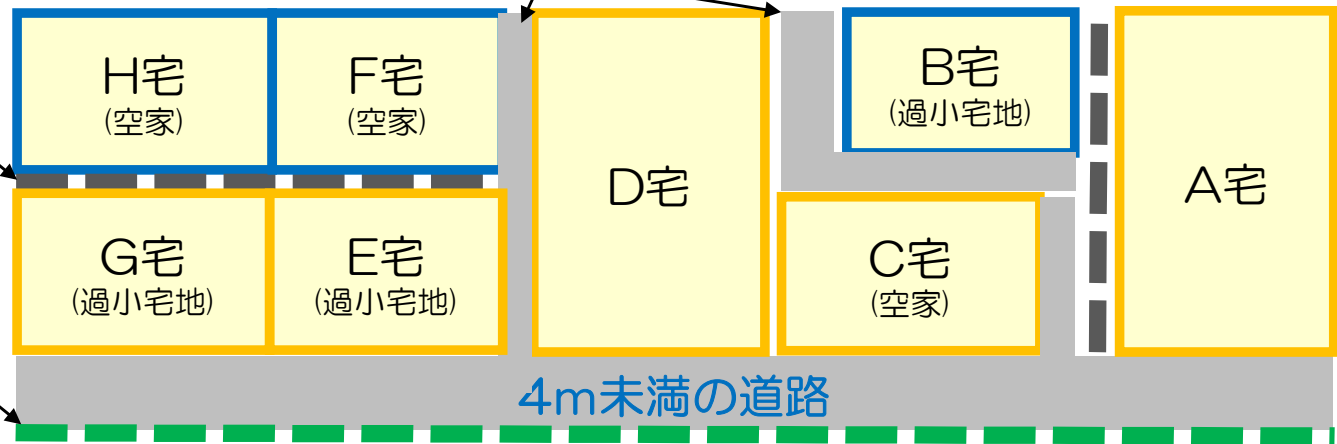 H宅
(空家)
F宅
(空家)
B宅
(過小宅地)
D宅
A宅
G宅
(過小宅地)
E宅
(過小宅地)
C宅
(空家)
4m未満の道路